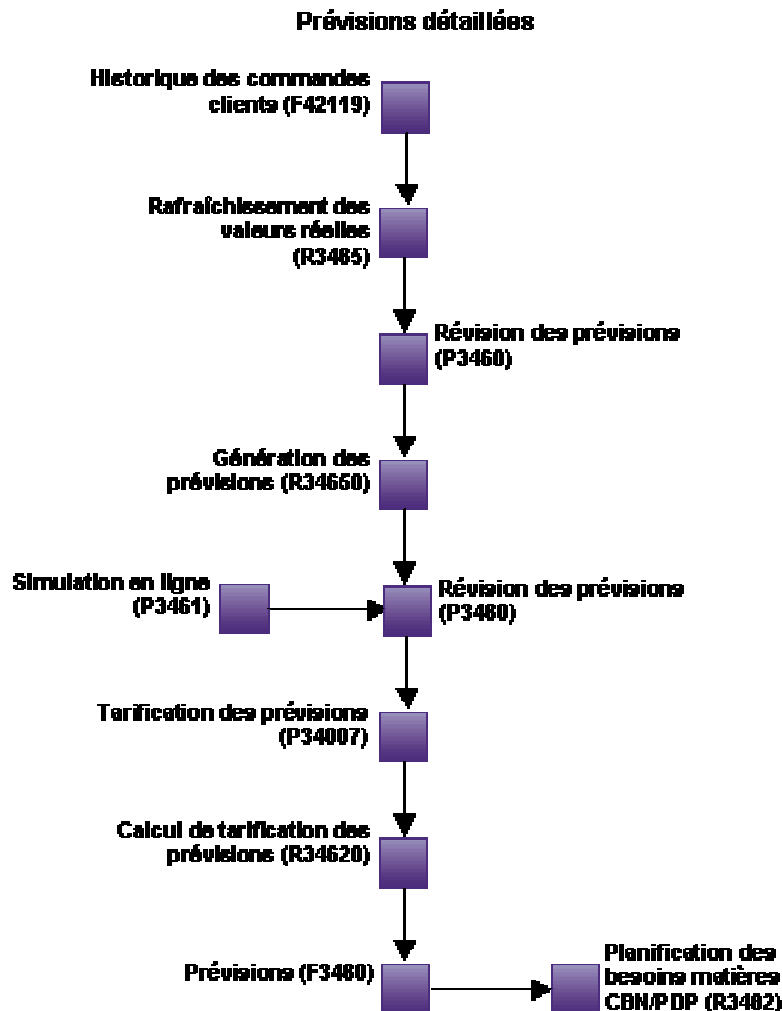 Prévisions détaillées
Historique des commandes
clients (F42119)
Rafraîchissement des
valeurs réelles
(R3465)
Révision des prévisions
(P3460)
Génération des
prévisions (R34650)
Simulation en ligne
(P3461)
Révision des prévisions
(P3460)
Tarification des prévisions
(P34007)
Calcul de tarification des
prévisions (R34620)
Prévisions (F3460)
Planification des
besoins matières
CBN/PDP (R3482)